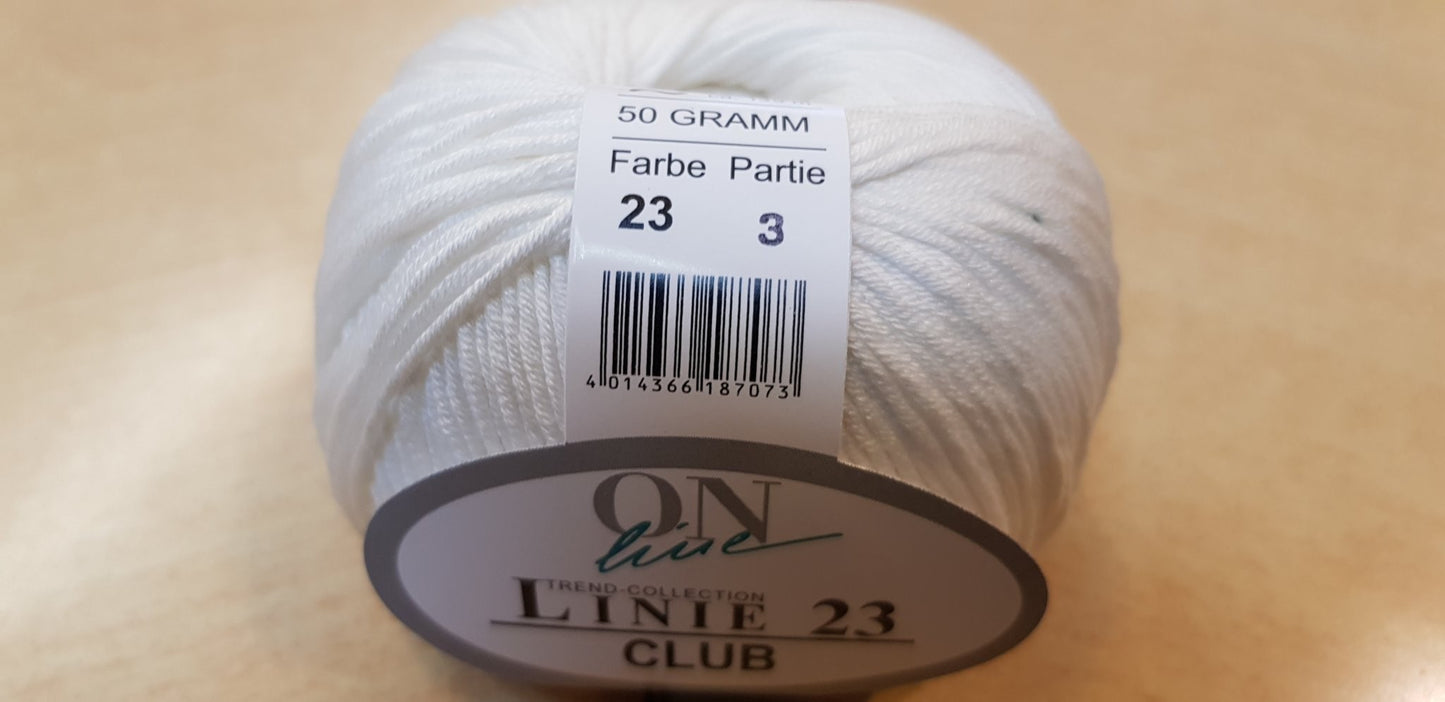 50 GRAMM
Farbe Partie
23 3
4 014366 187073
ON
line
TREND-COLLECTION
LINIE 23
CLUB